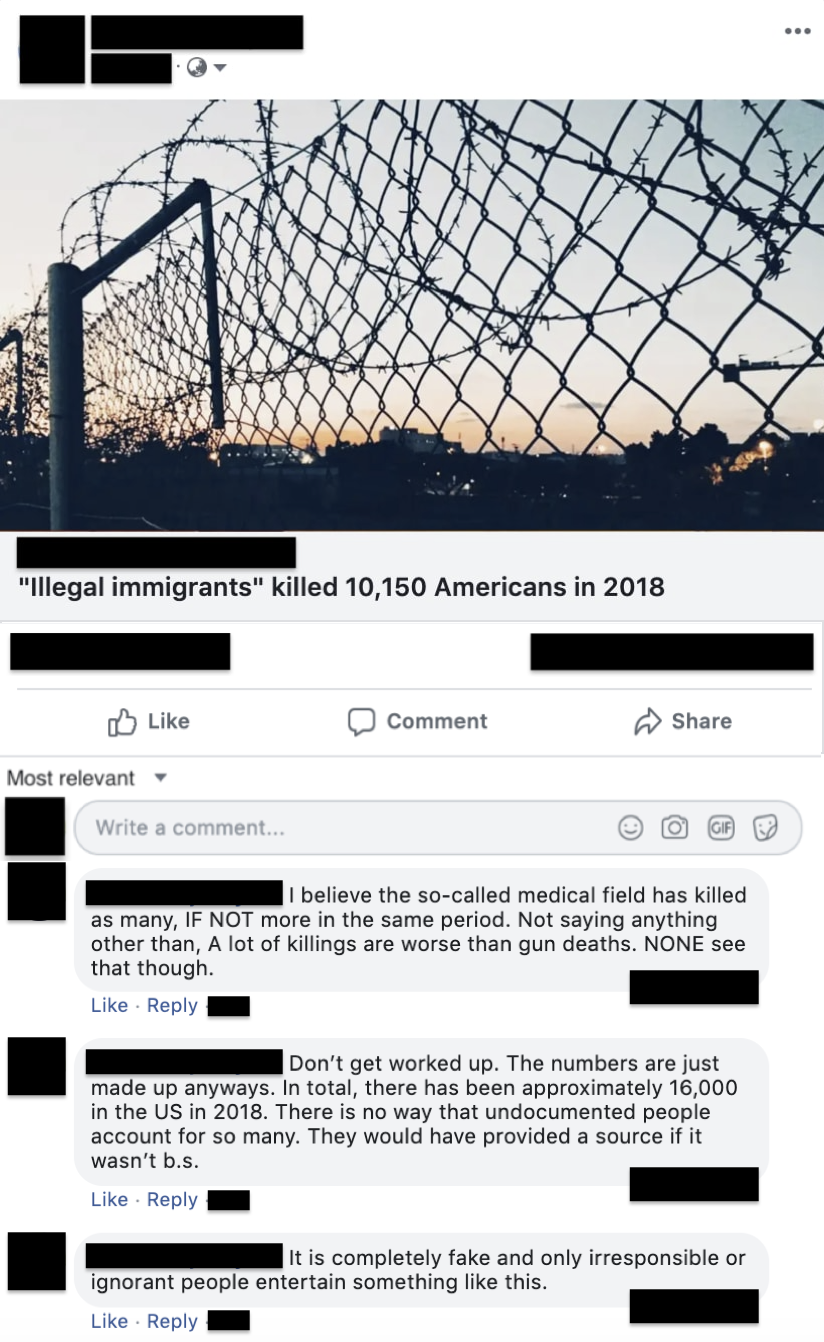 "Illegal immigrants" killed 10,150 Americans in 2018
Like
Comment
Share
Most relevant
Write a comment...
GIF
I believe the so-called medical field has killed
as many, IF NOT more in the same period. Not saying anything
other than, A lot of killings are worse than gun deaths. NONE see
that though.
Like · Reply
Don’t get worked up. The numbers are just
made up anyways. In total, there has been approximately 16,000
in the US in 2018. There is no way that undocumented people
account for so many. They would have provided a source if it
wasn’t b.s.
Like · Reply
It is completely fake and only irresponsible or
ignorant people entertain something like this.
Like · Reply